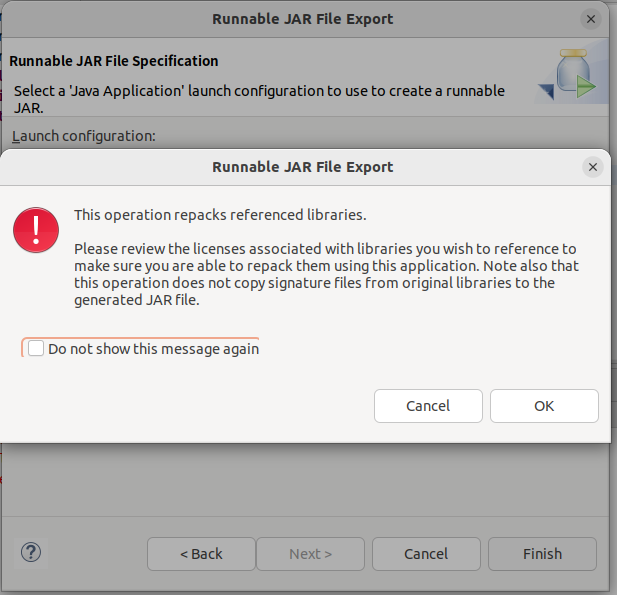 Runnable JAR File Export
Runnable JAR File Specification
Select a 'Java Application' launch configuration to use to create a runnable
JAR.
Launch configuration:
Runnable JAR File Export
This operation repacks referenced libraries.
Please review the licenses associated with libraries you wish to reference to
make sure you are able to repack them using this application. Note also that
this operation does not copy signature files from original libraries to the
generated JAR file.
Do not show this message again
Cancel
OK
< Back
Next >
Cancel
Finish